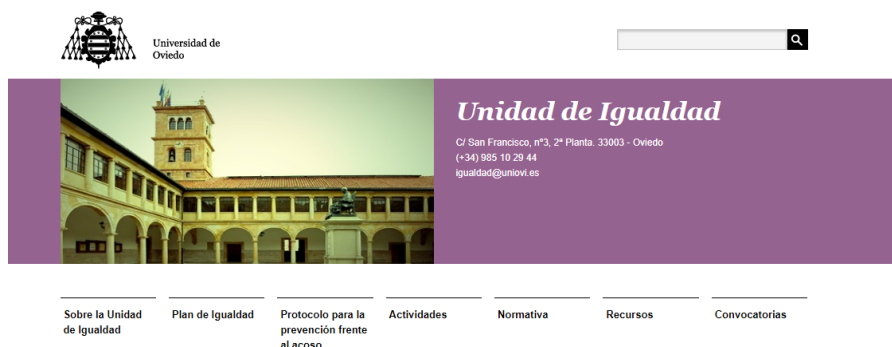 Universidad de
Oviedo
Unidad de Igualdad
C/ San Francisco, nº3, 2ª Planta. 33003 - Oviedo
(+34) 985 10 29 44
igualdad@uniovi.es
Sobre la Unidad
de Igualdad
Plan de Igualdad
Protocolo para la
prevención frente
al acoso
Actividades
Normativa
Recursos
Convocatorias